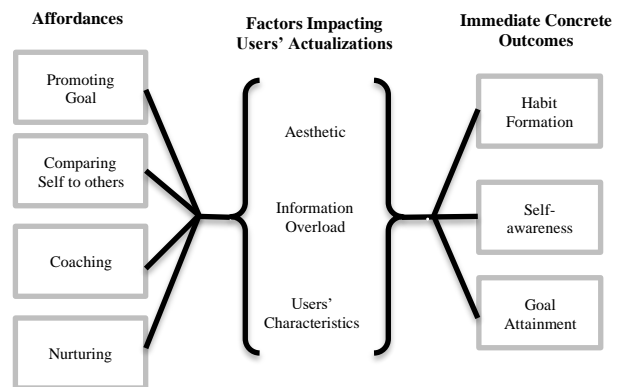 Affordances
Promoting
Goal
Comparing
Self to others
Coaching
Nurturing
Factors Impacting
Users' Actualizations
Aesthetic
Information
Overload
Users'
Characteristics
Immediate Concrete
Outcomes
Habit
Formation
Self-
awareness
Goal
Attainment